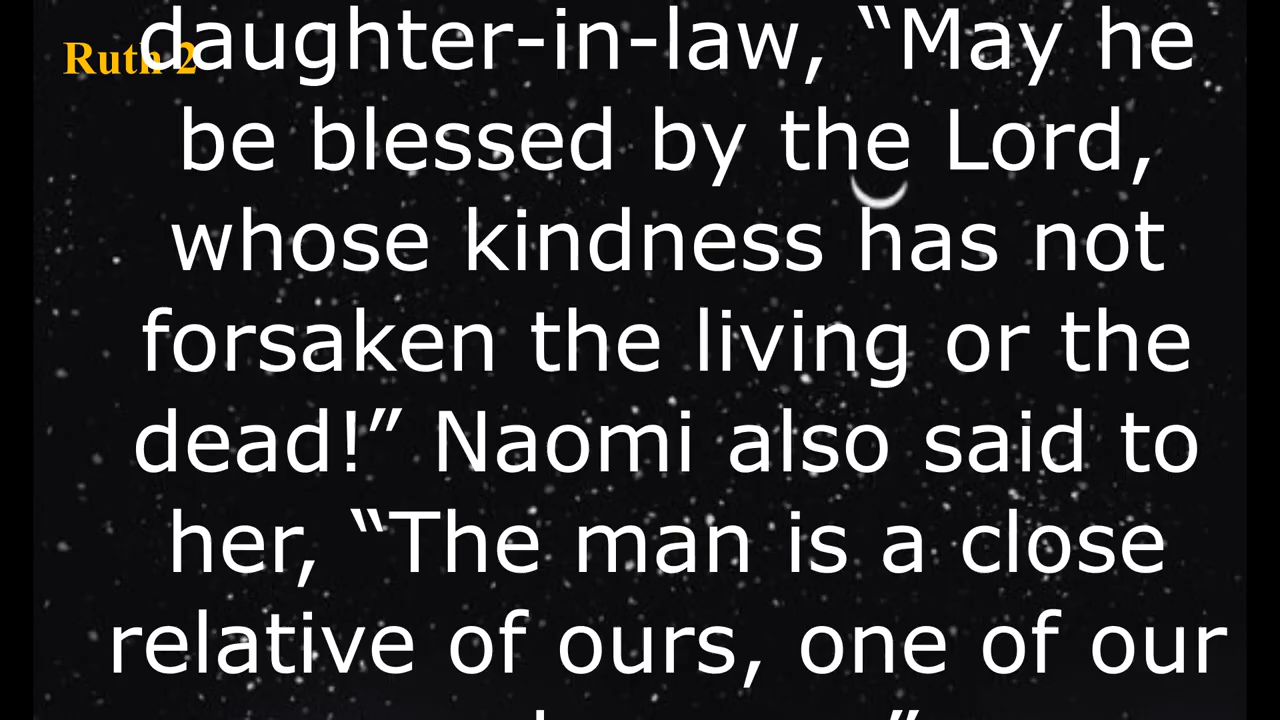 Ruth 2
daughter-in-law, “May he
be blessed by the Lord,
whose kindness has not
forsaken the living or the
dead!” Naomi also said to
her, “The man is a close
relative of ours, one of our